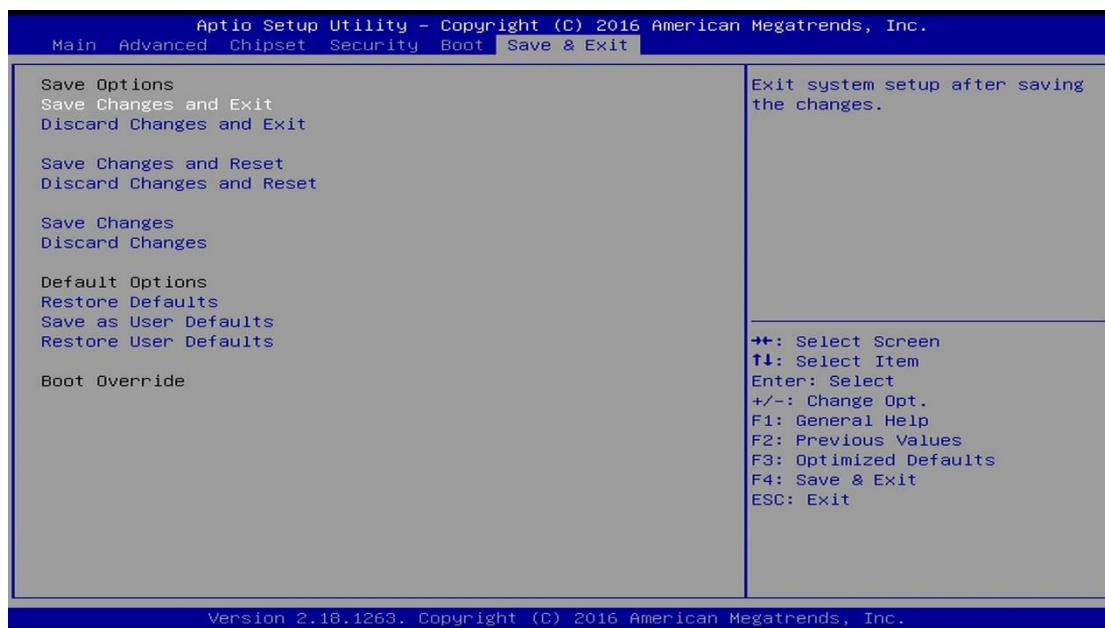 Aptio Setup Utility – Copyright (C) 2016 American Megatrends, Inc.
Main Advanced Chipset Security Boot Save & Exit
Save Options
Save Changes and Exit
Discard Changes and Exit
Save Changes and Reset
Discard Changes and Reset
Save Changes
Discard Changes
Default Options
Restore Defaults
Save as User Defaults
Restore User Defaults
Boot Override
Exit system setup after saving
the changes.
→←: Select Screen
↑↓: Select Item
Enter: Select
+/-: Change Opt.
F1: General Help
F2: Previous Values
F3: Optimized Defaults
F4: Save & Exit
ESC: Exit
Version 2.18.1263. Copyright (C) 2016 American Megatrends, Inc.